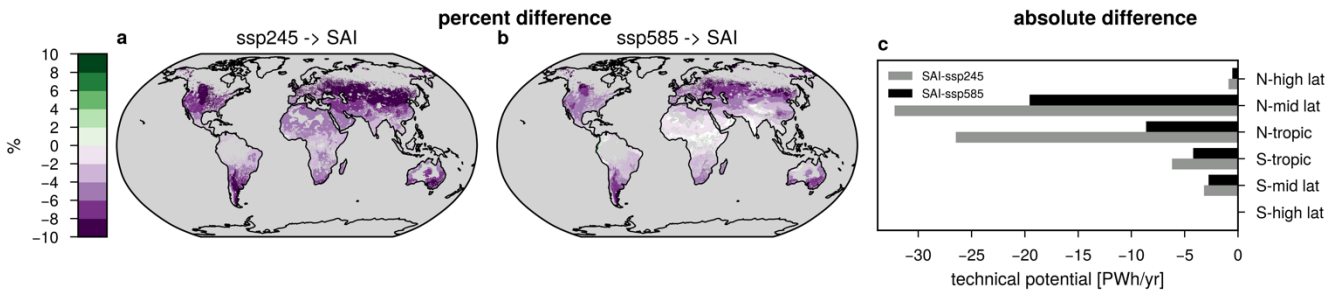 percent difference
absolute difference
a
ssp245 -> SAI
b
ssp585 -> SAI
c
%
10
8
6
4
2
0
−2
−4
−6
−8
−10
SAI-ssp245
SAI-ssp585
N-high lat
N-mid lat
N-tropic
S-tropic
S-mid lat
S-high lat
−30 −25 −20 −15 −10 −5 0
technical potential [PWh/yr]